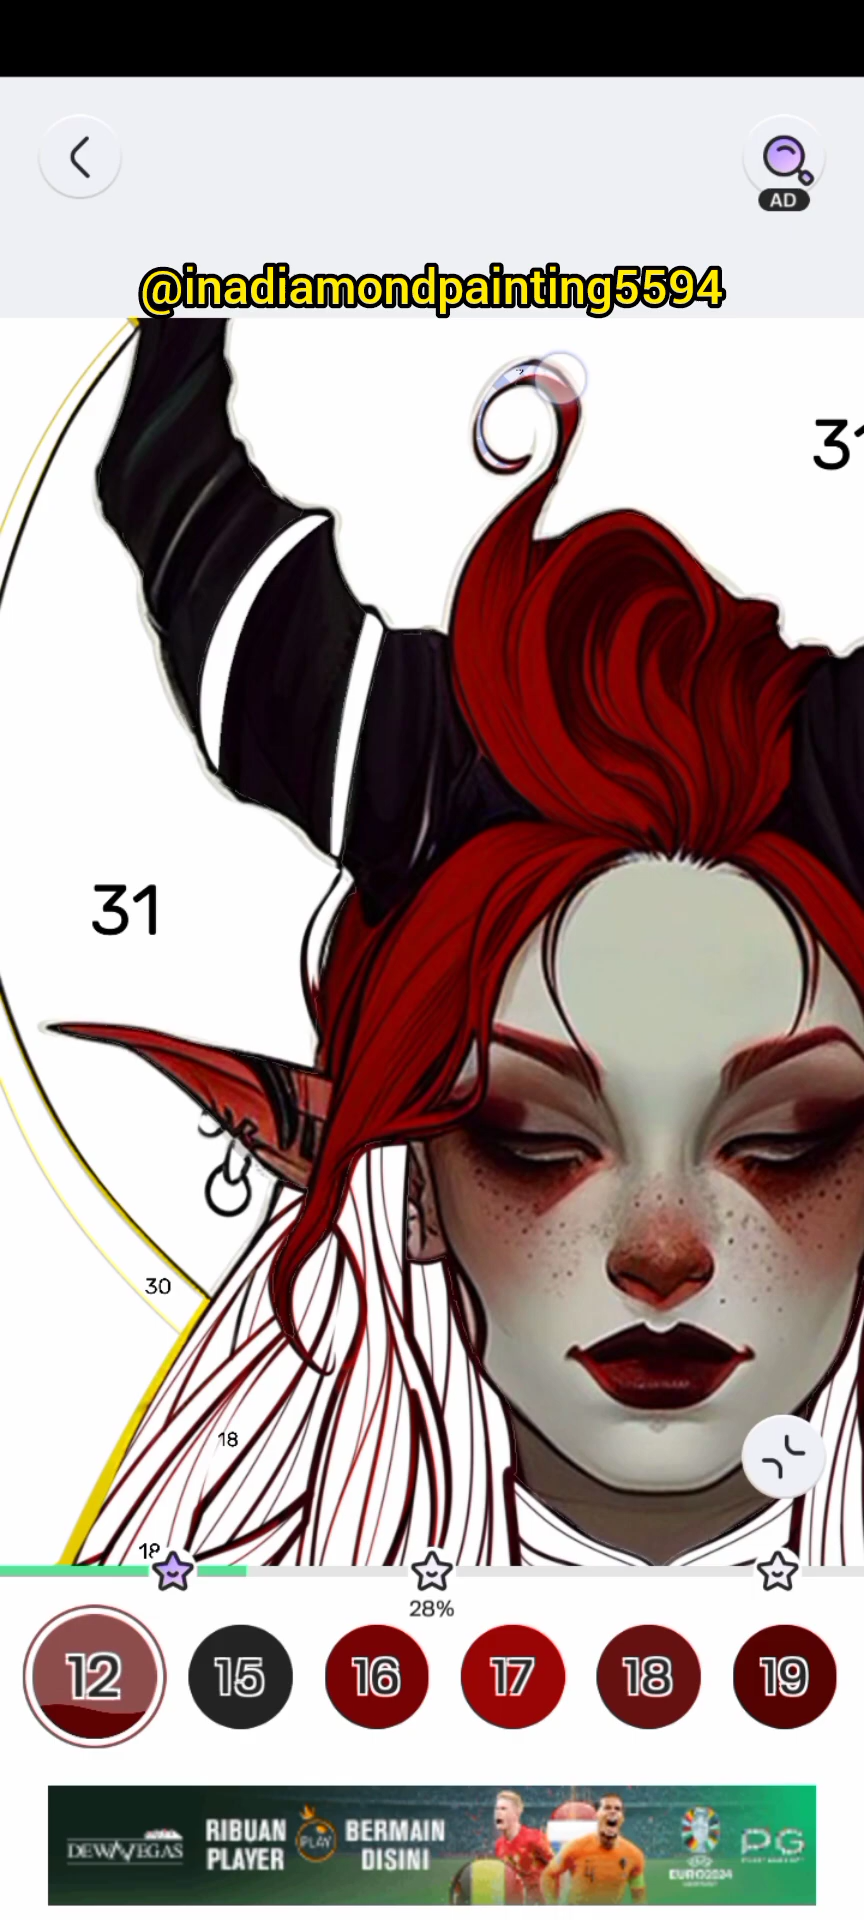 AD
@inadiamondpainting5594
31
31
30
18
18
28%
12
15
16
17
18
19
DEWAVEGAS
RIBUAN PLAYER
PLAY
BERMAIN DISINI
EURO2024
PG